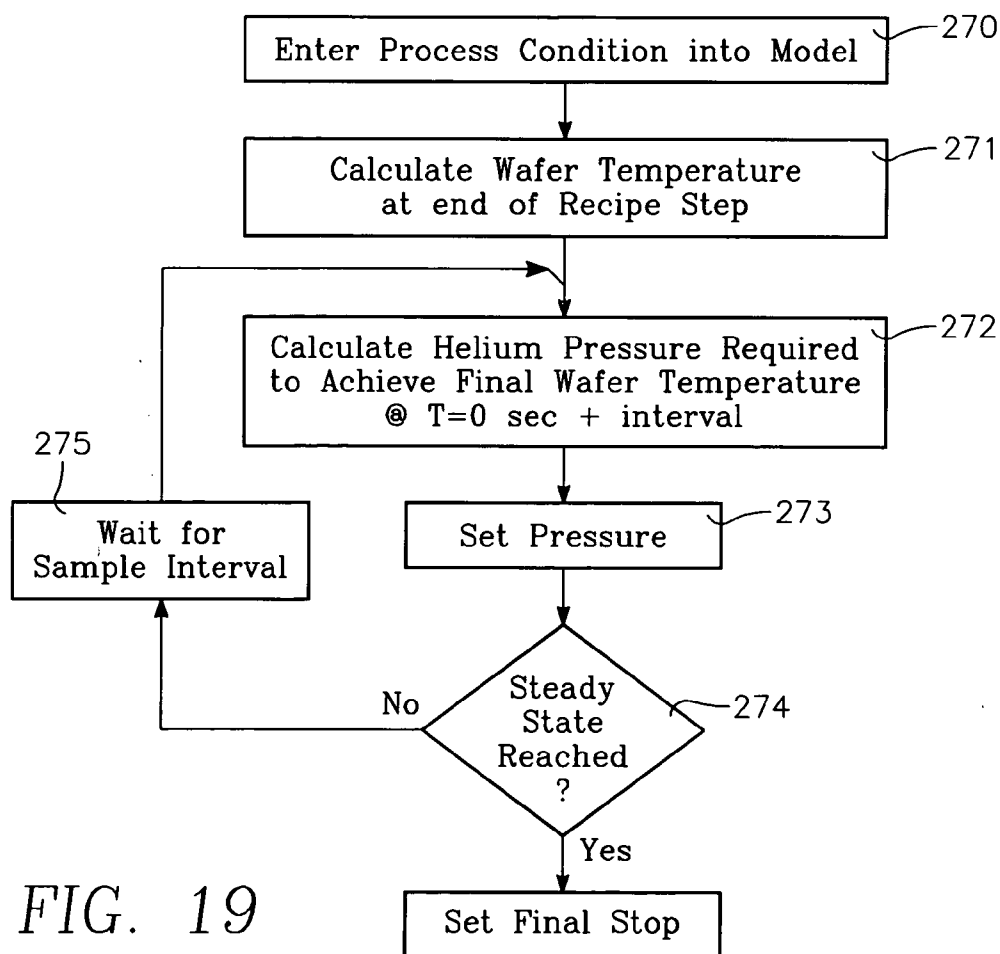 270
Enter Process Condition into Model
271
Calculate Wafer Temperature
at end of Recipe Step
272
Calculate Helium Pressure Required
to Achieve Final Wafer Temperature
@ T=0 sec + interval
275
Wait for
Sample Interval
273
Set Pressure
No
Steady
State
Reached
?
274
Yes
Set Final Stop
FIG. 19